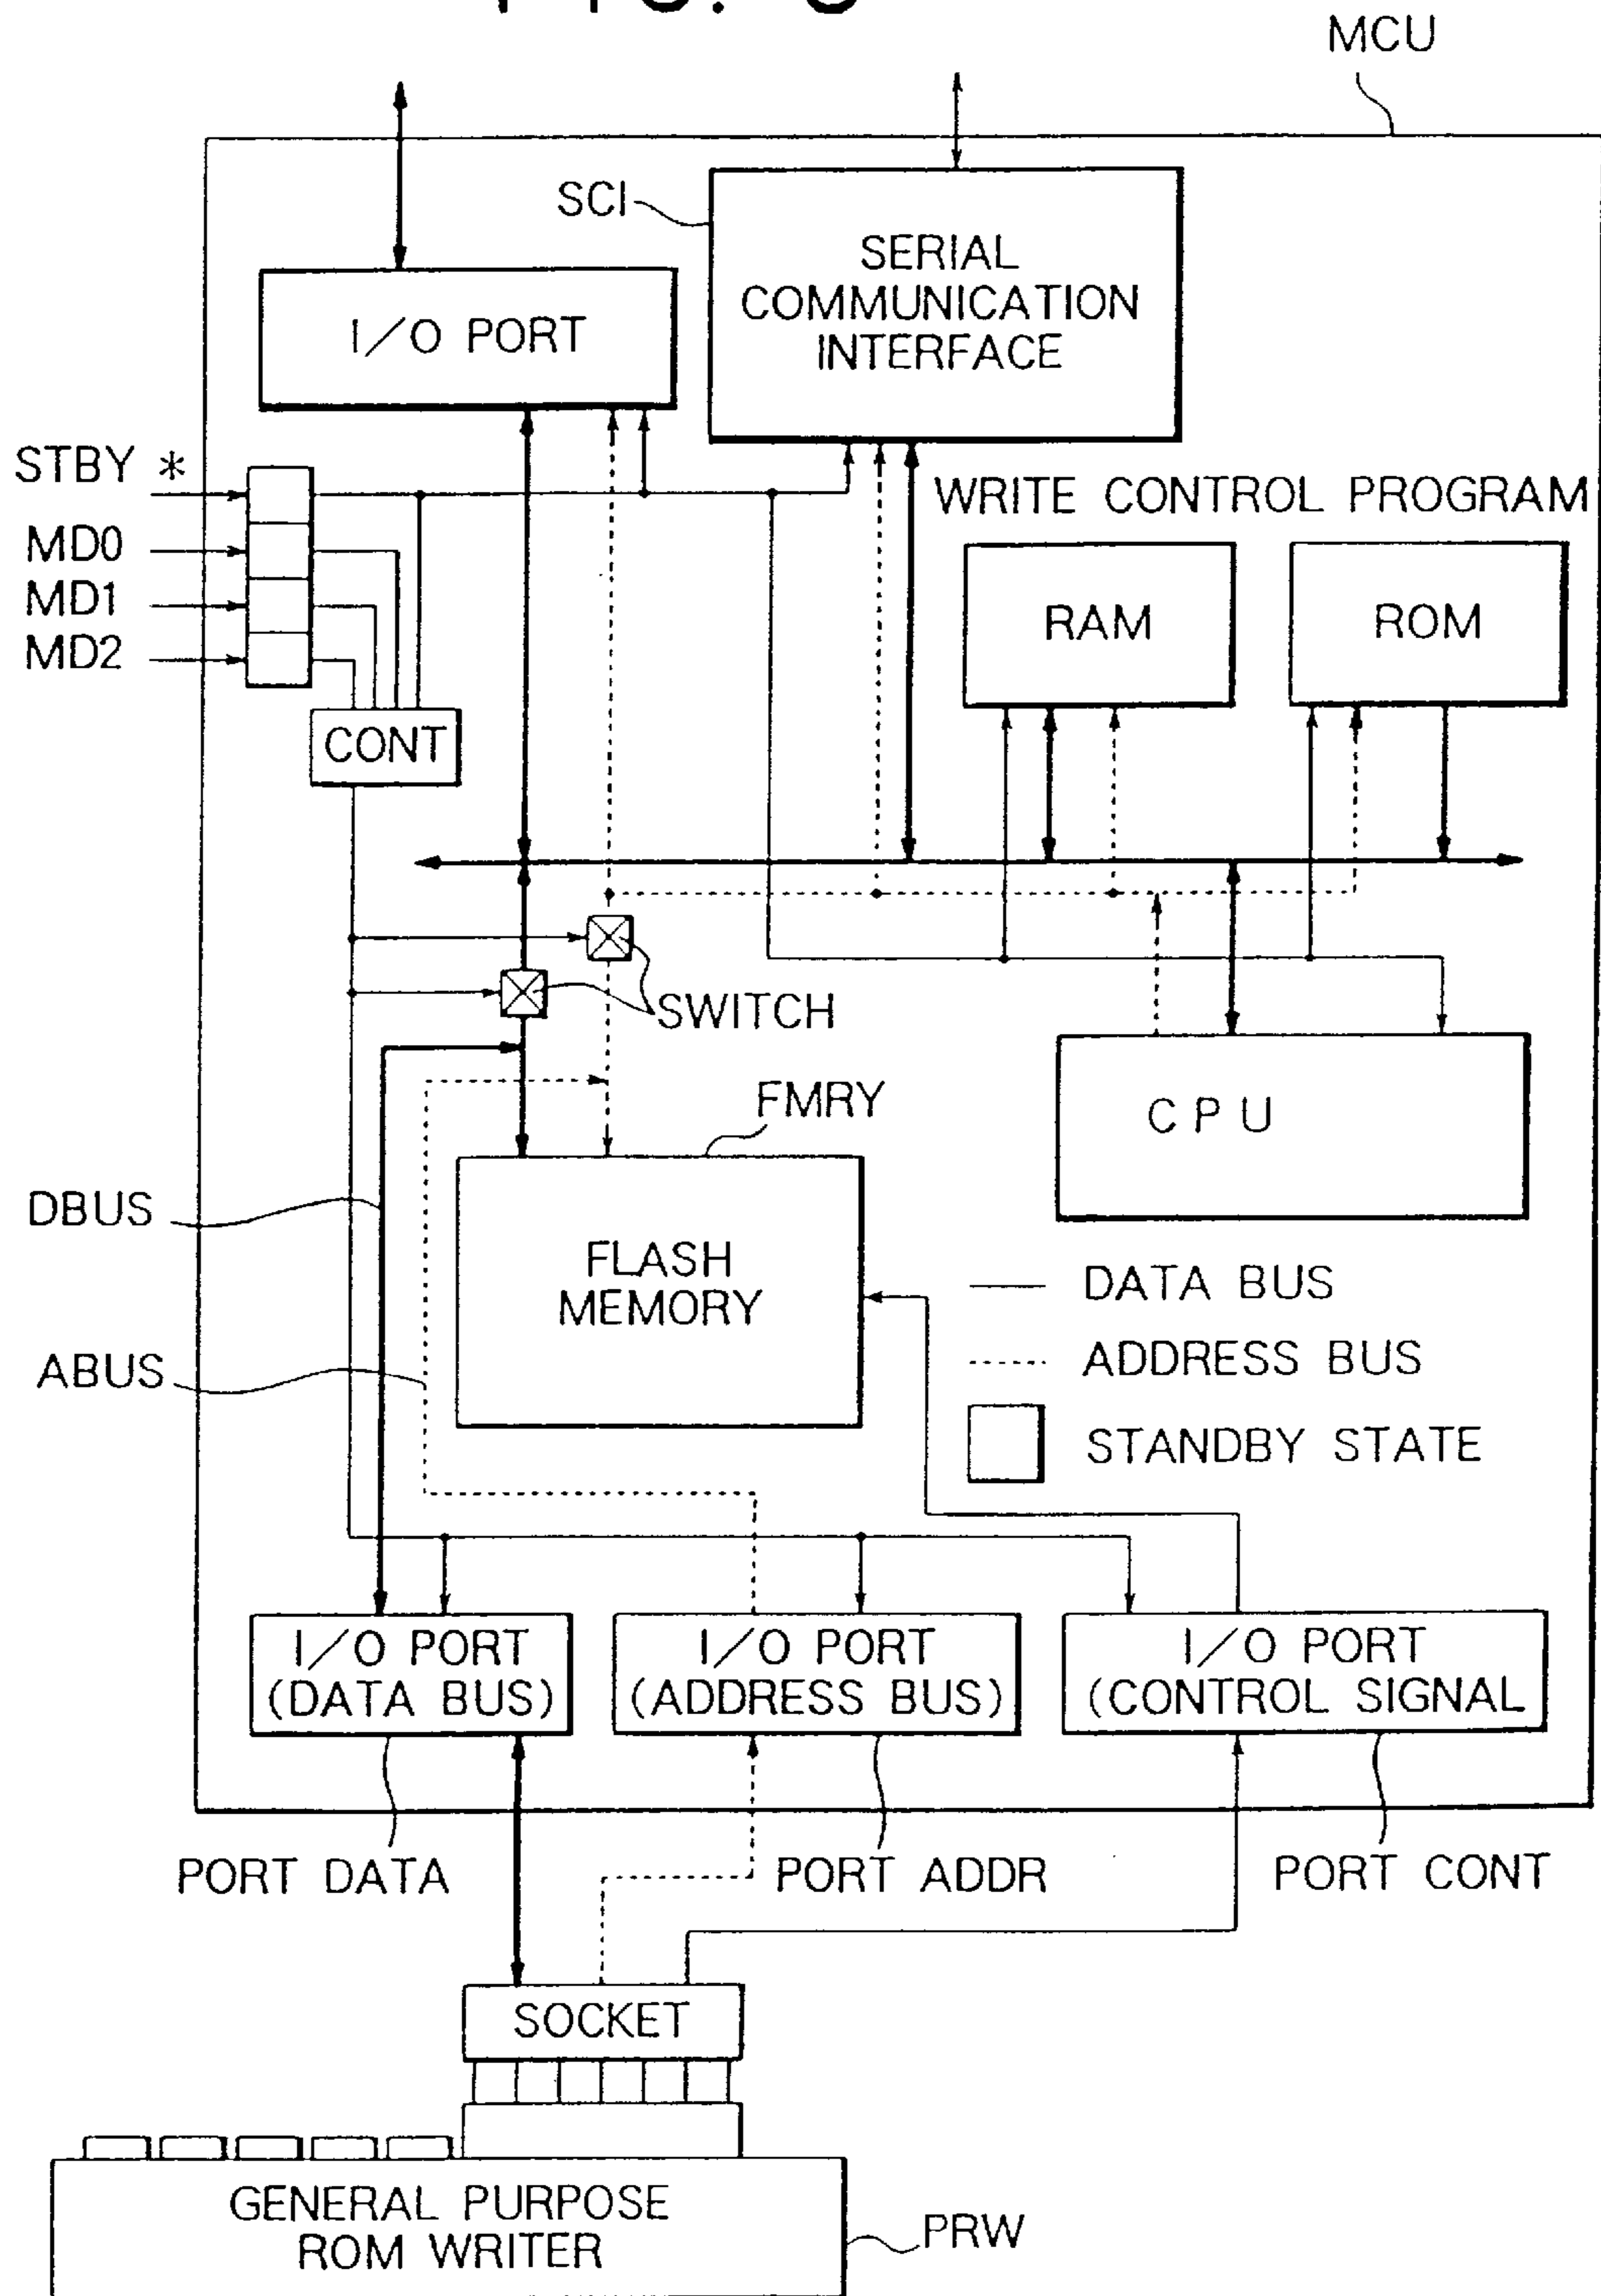 MCU
SCI
SERIAL
COMMUNICATION
INTERFACE
I/O PORT
STBY *
MD0
MD1
MD2
WRITE CONTROL PROGRAM
RAM
ROM
CONT
SWITCH
FMRY
CPU
DBUS
FLASH
MEMORY
DATA BUS
ABUS
ADDRESS BUS
STANDBY STATE
I/O PORT
(DATA BUS)
I/O PORT
(ADDRESS BUS)
I/O PORT
(CONTROL SIGNAL
PORT DATA
PORT ADDR
PORT CONT
SOCKET
GENERAL PURPOSE
ROM WRITER
PRW